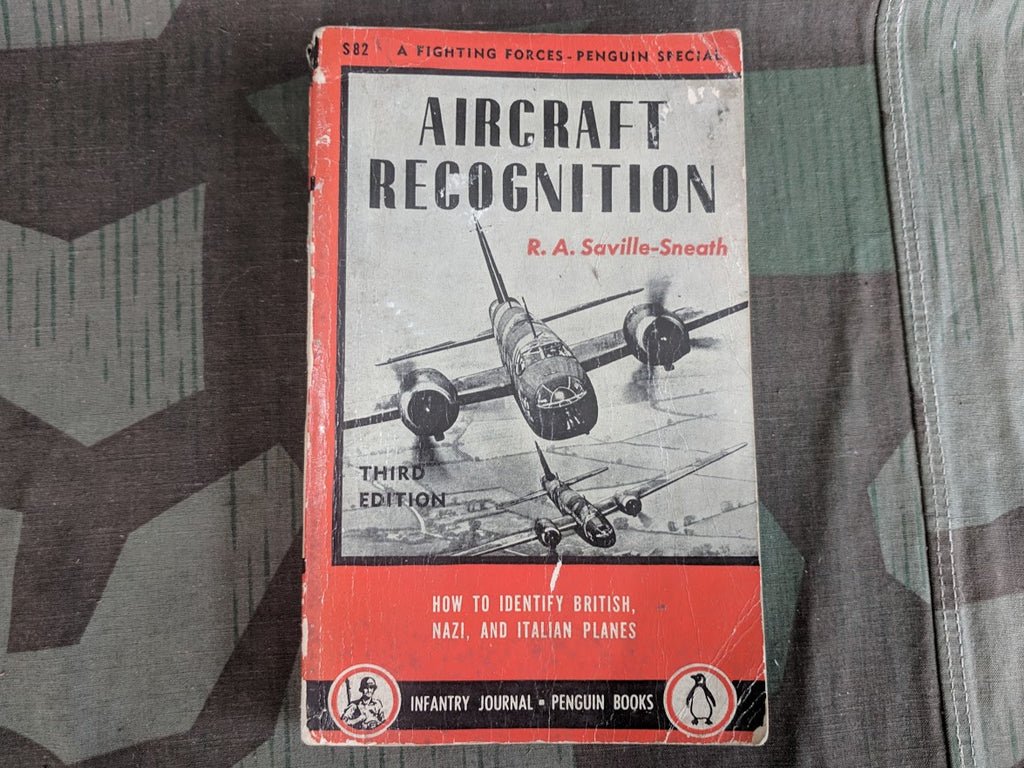 S82 A FIGHTING FORCES - PENGUIN SPECIAL
AIRCRAFT
RECOGNITION
R. A. Saville-Sneath
THIRD
EDITION
HOW TO IDENTIFY BRITISH,
NAZI, AND ITALIAN PLANES
INFANTRY JOURNAL • PENGUIN BOOKS